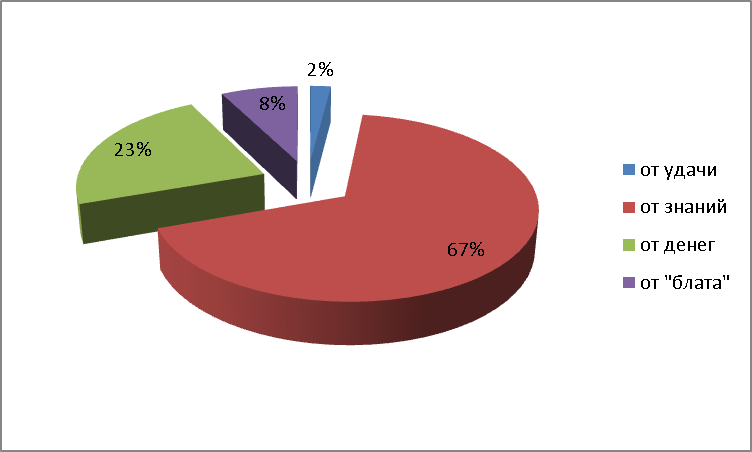 2%
8%
23%
67%
от удачи
от знаний
от денег
от "блата"